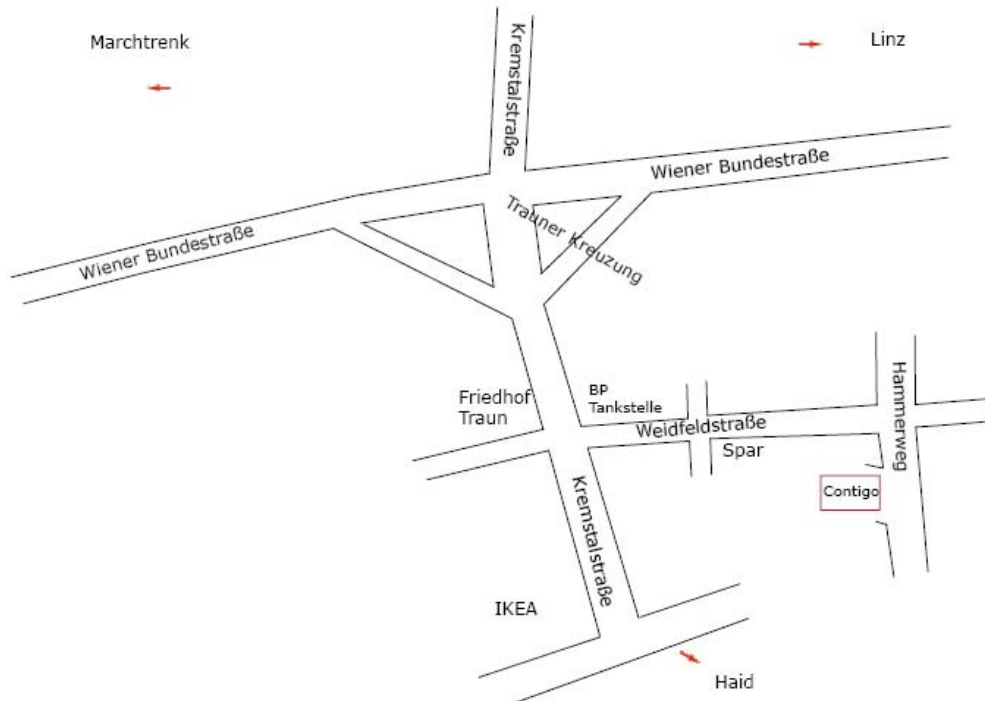 Marchtrenk
Linz
Kremstalstraße
Wiener Bundestraße
Trauner Kreuzung
Wiener Bundestraße
Friedhof
Traun
BP
Tankstelle
Weidfeldstraße
Spar
Hammerweg
Contigo
Kremstalstraße
IKEA
Haid